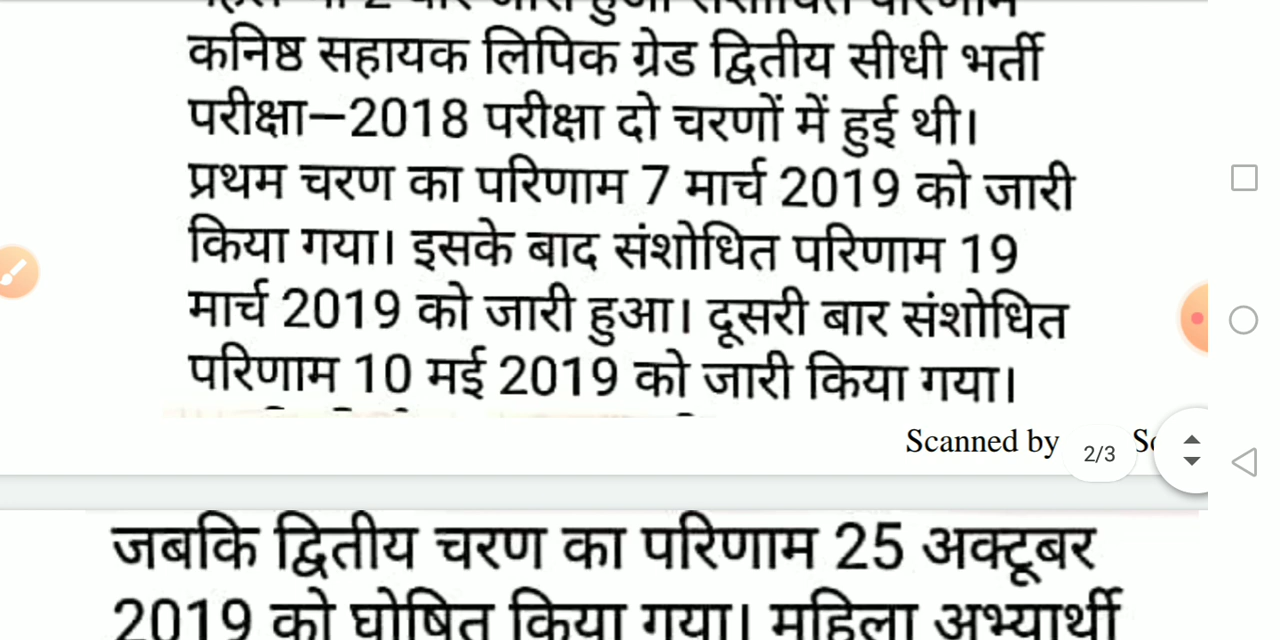 2 बार जारी हुआ संशोधित परिणाम
कनिष्ठ सहायक लिपिक ग्रेड द्वितीय सीधी भर्ती
परीक्षा–2018 परीक्षा दो चरणों में हुई थी।
प्रथम चरण का परिणाम 7 मार्च 2019 को जारी
किया गया। इसके बाद संशोधित परिणाम 19
मार्च 2019 को जारी हुआ। दूसरी बार संशोधित
परिणाम 10 मई 2019 को जारी किया गया।
Scanned by
2/3
जबकि द्वितीय चरण का परिणाम 25 अक्टूबर
2019 को घोषित किया गया। महिला अभ्यार्थी